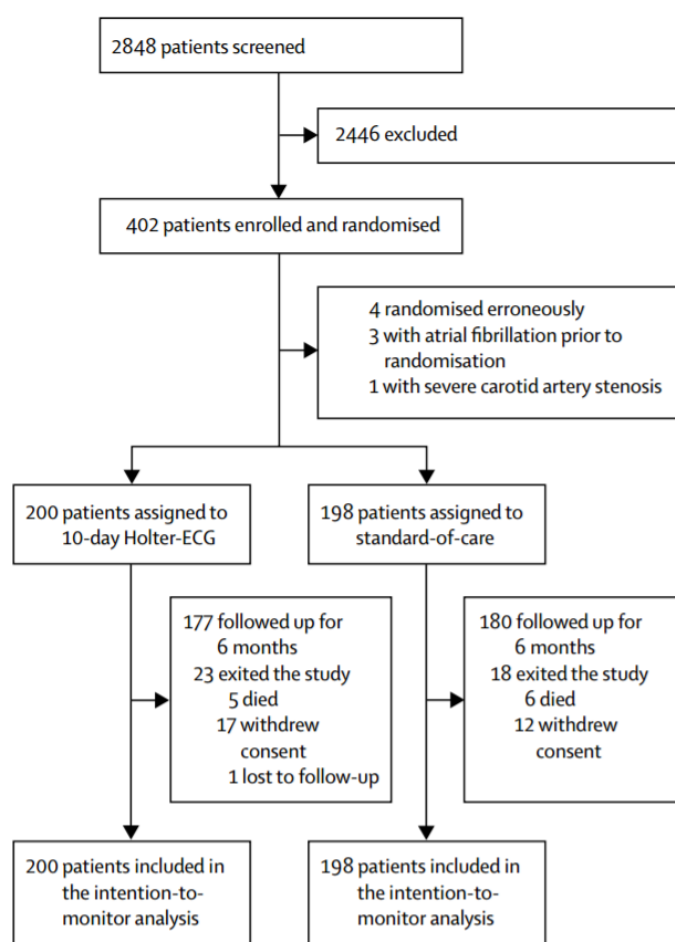 2848 patients screened
2446 excluded
402 patients enrolled and randomised
4 randomised erroneously
3 with atrial fibrillation prior to
randomisation
1 with severe carotid artery stenosis
200 patients assigned to
10-day Holter-ECG
198 patients assigned to
standard-of-care
177 followed up for
6 months
23 exited the study
5 died
17 withdrew
consent
1 lost to follow-up
180 followed up for
6 months
18 exited the study
6 died
12 withdrew
consent
200 patients included in
the intention-to-
monitor analysis
198 patients included in
the intention-to-
monitor analysis